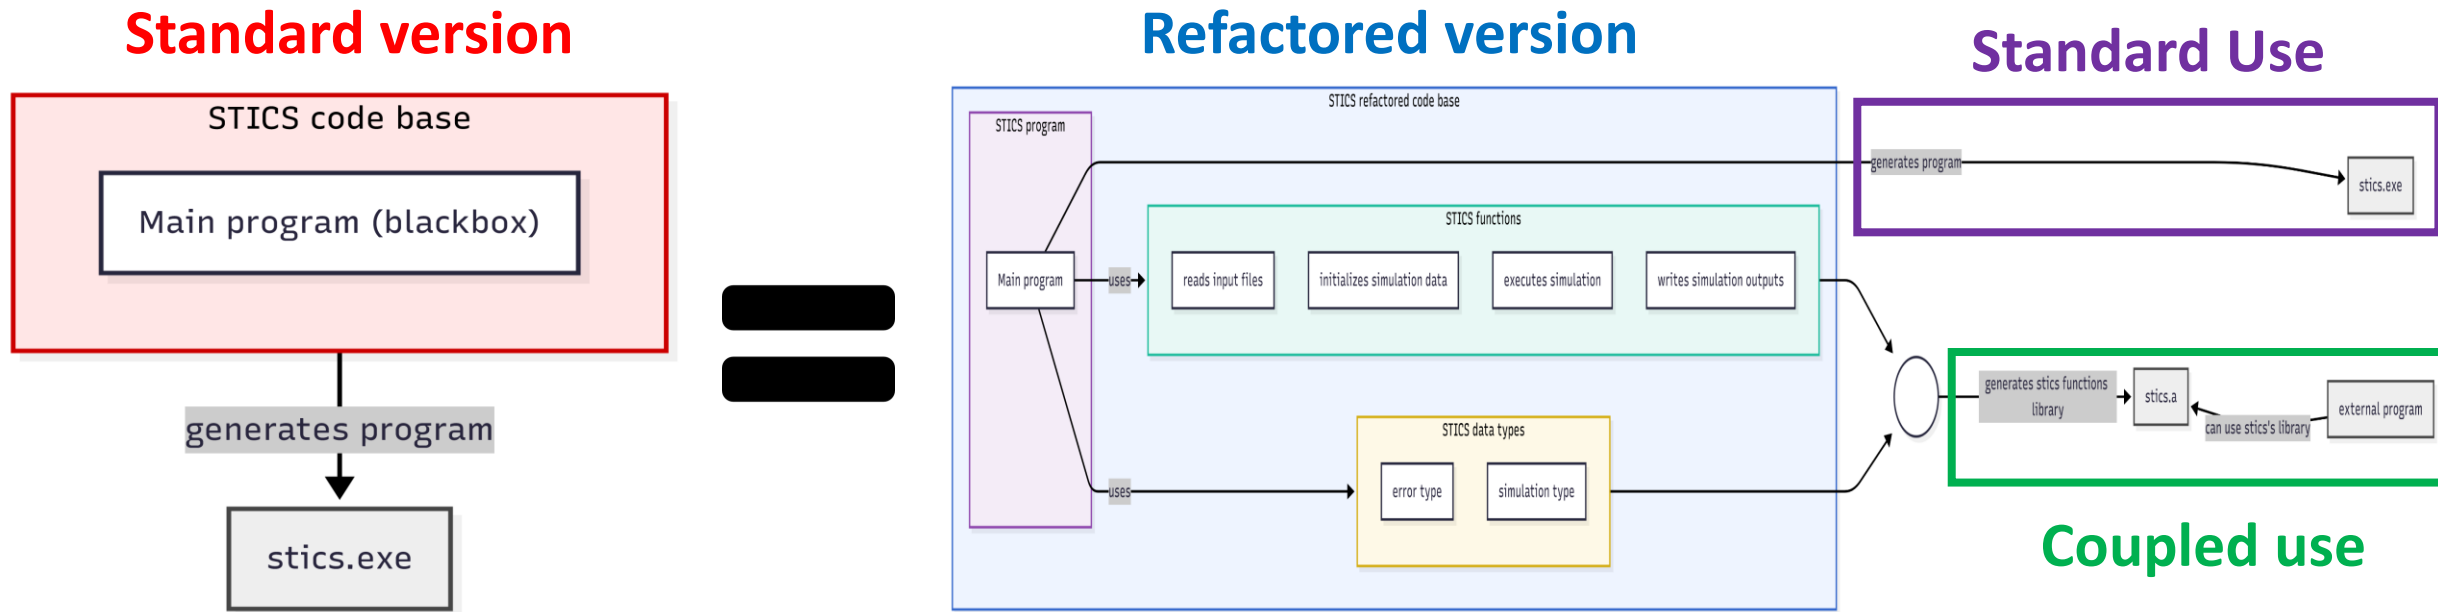 Standard version
STICS code base
Main program (blackbox)
generates program
stics.exe
Refactored version
STICS refactored code base
STICS program
Main program
uses
uses
STICS functions
reads input files
initializes simulation data
executes simulation
writes simulation outputs
STICS data types
error type
simulation type
Standard Use
generates program
stics.exe
generates stics functions
library
stics.a
can use stics's library
external program
Coupled use